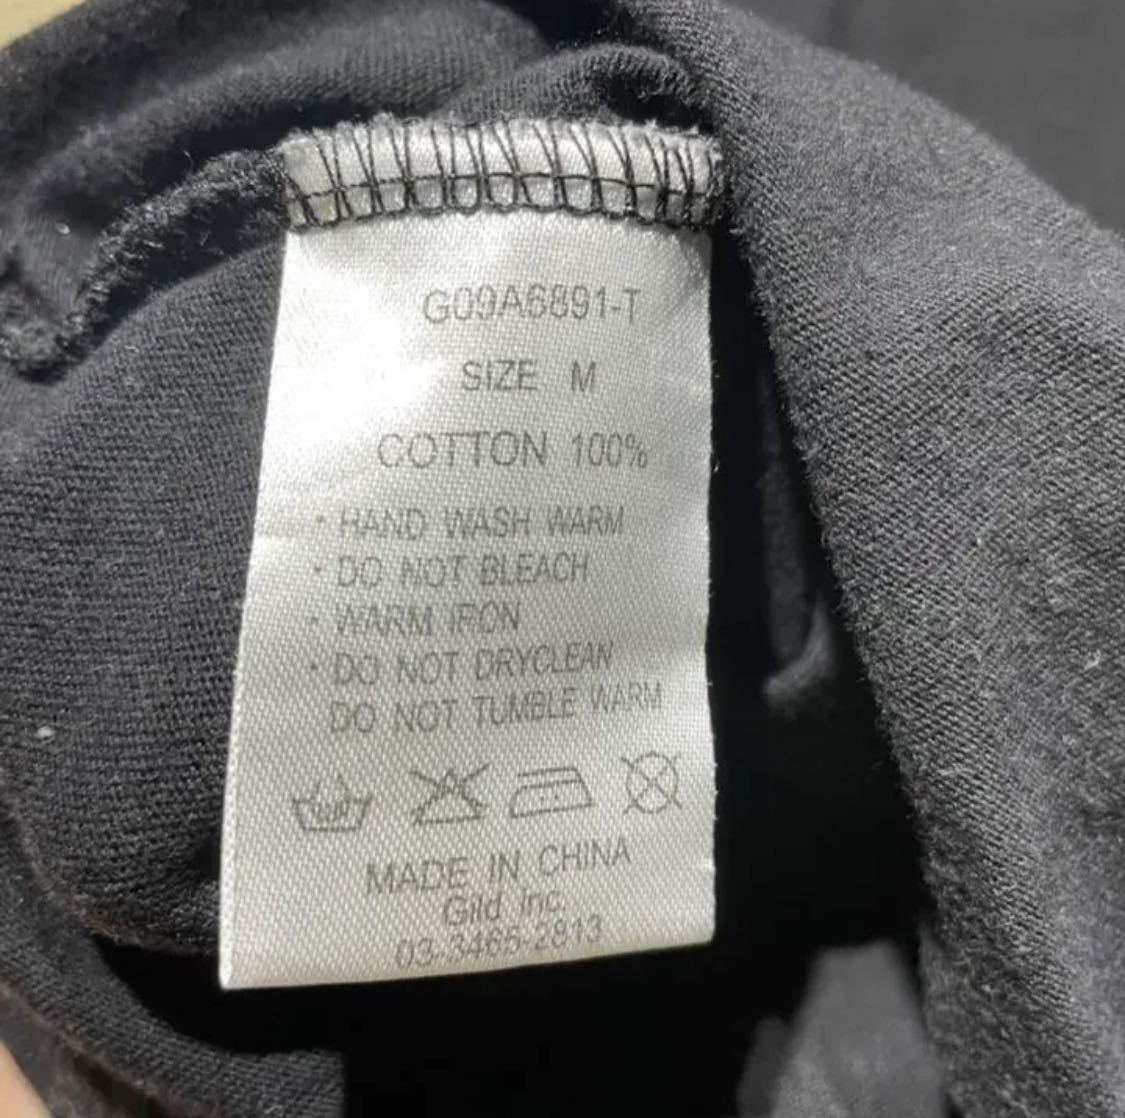 G09A6891-T
SIZE M
COTTON 100%
・HAND WASH WARM
・DO NOT BLEACH
・WARM IRON
・DO NOT DRYCLEAN
DO NOT TUMBLE WARM
MADE IN CHINA
Gild Inc.
03-3465-2813